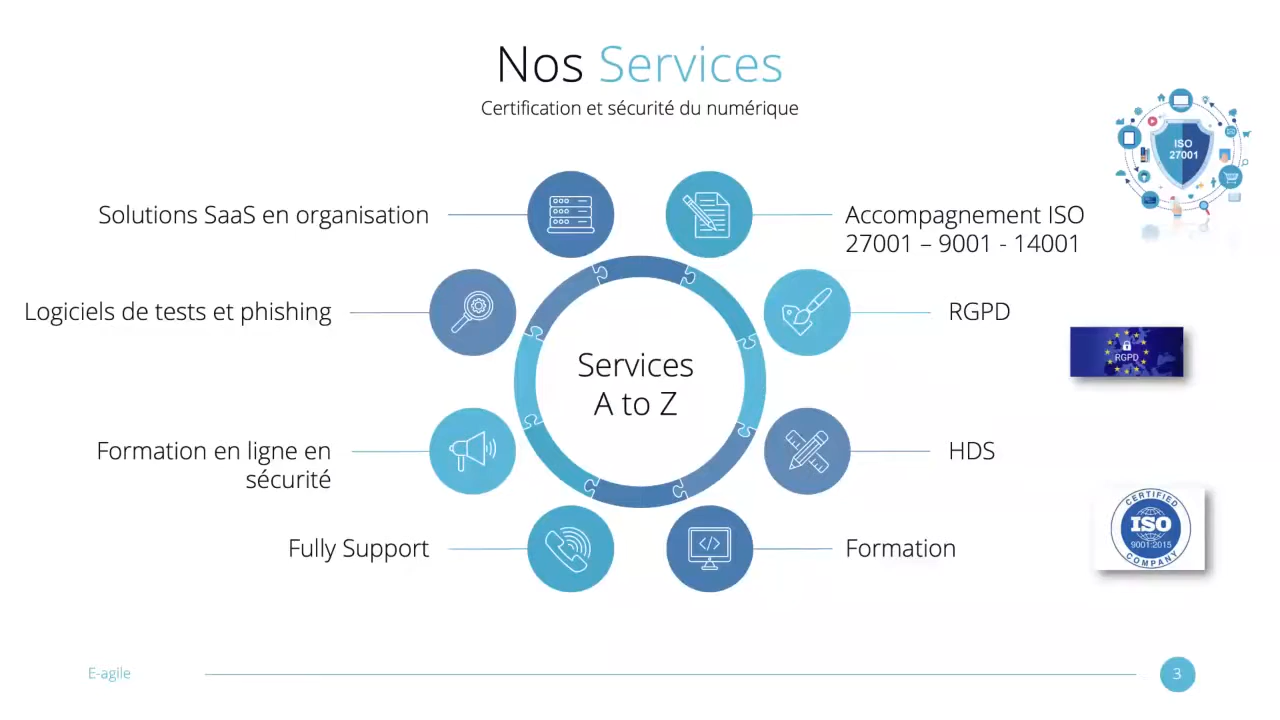 Nos Services
Certification et sécurité du numérique
ISO
27001
Solutions SaaS en organisation
Accompagnement ISO
27001 – 9001 - 14001
Logiciels de tests et phishing
RGPD
RGPD
Services
A to Z
Formation en ligne en
sécurité
HDS
CERTIFIED
ISO
9001:2015
COMPANY
Fully Support
Formation
E-agile
3